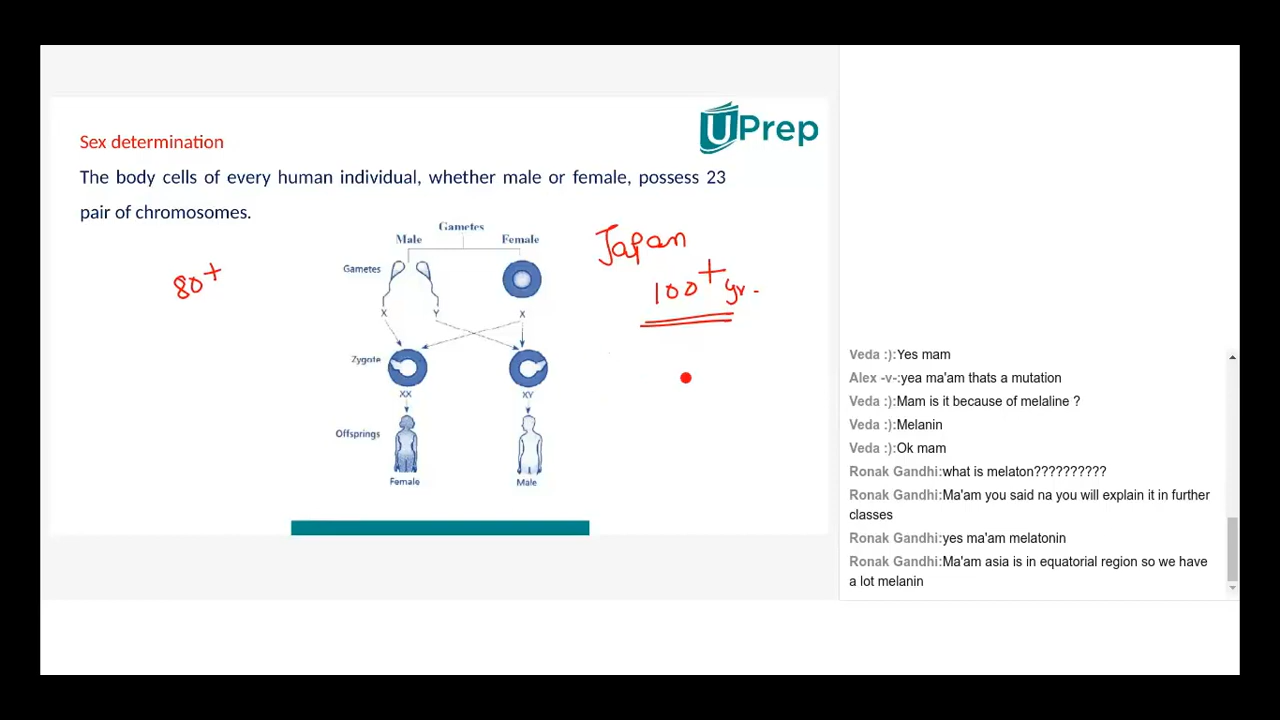 UPrep
Sex determination
The body cells of every human individual, whether male or female, possess 23
pair of chromosomes.
Gametes
Male Female
Gametes
X Y X
Zygote
XX XY
Offsprings
Female Male
80+
Japan
100+ yr.
Veda :):Yes mam
Alex -v-:yea ma'am thats a mutation
Veda :):Mam is it because of melaline ?
Veda :):Melanin
Veda :):Ok mam
Ronak Gandhi:what is melaton??????????
Ronak Gandhi:Ma'am you said na you will explain it in further
classes
Ronak Gandhi:yes ma'am melatonin
Ronak Gandhi:Ma'am asia is in equatorial region so we have
a lot melanin